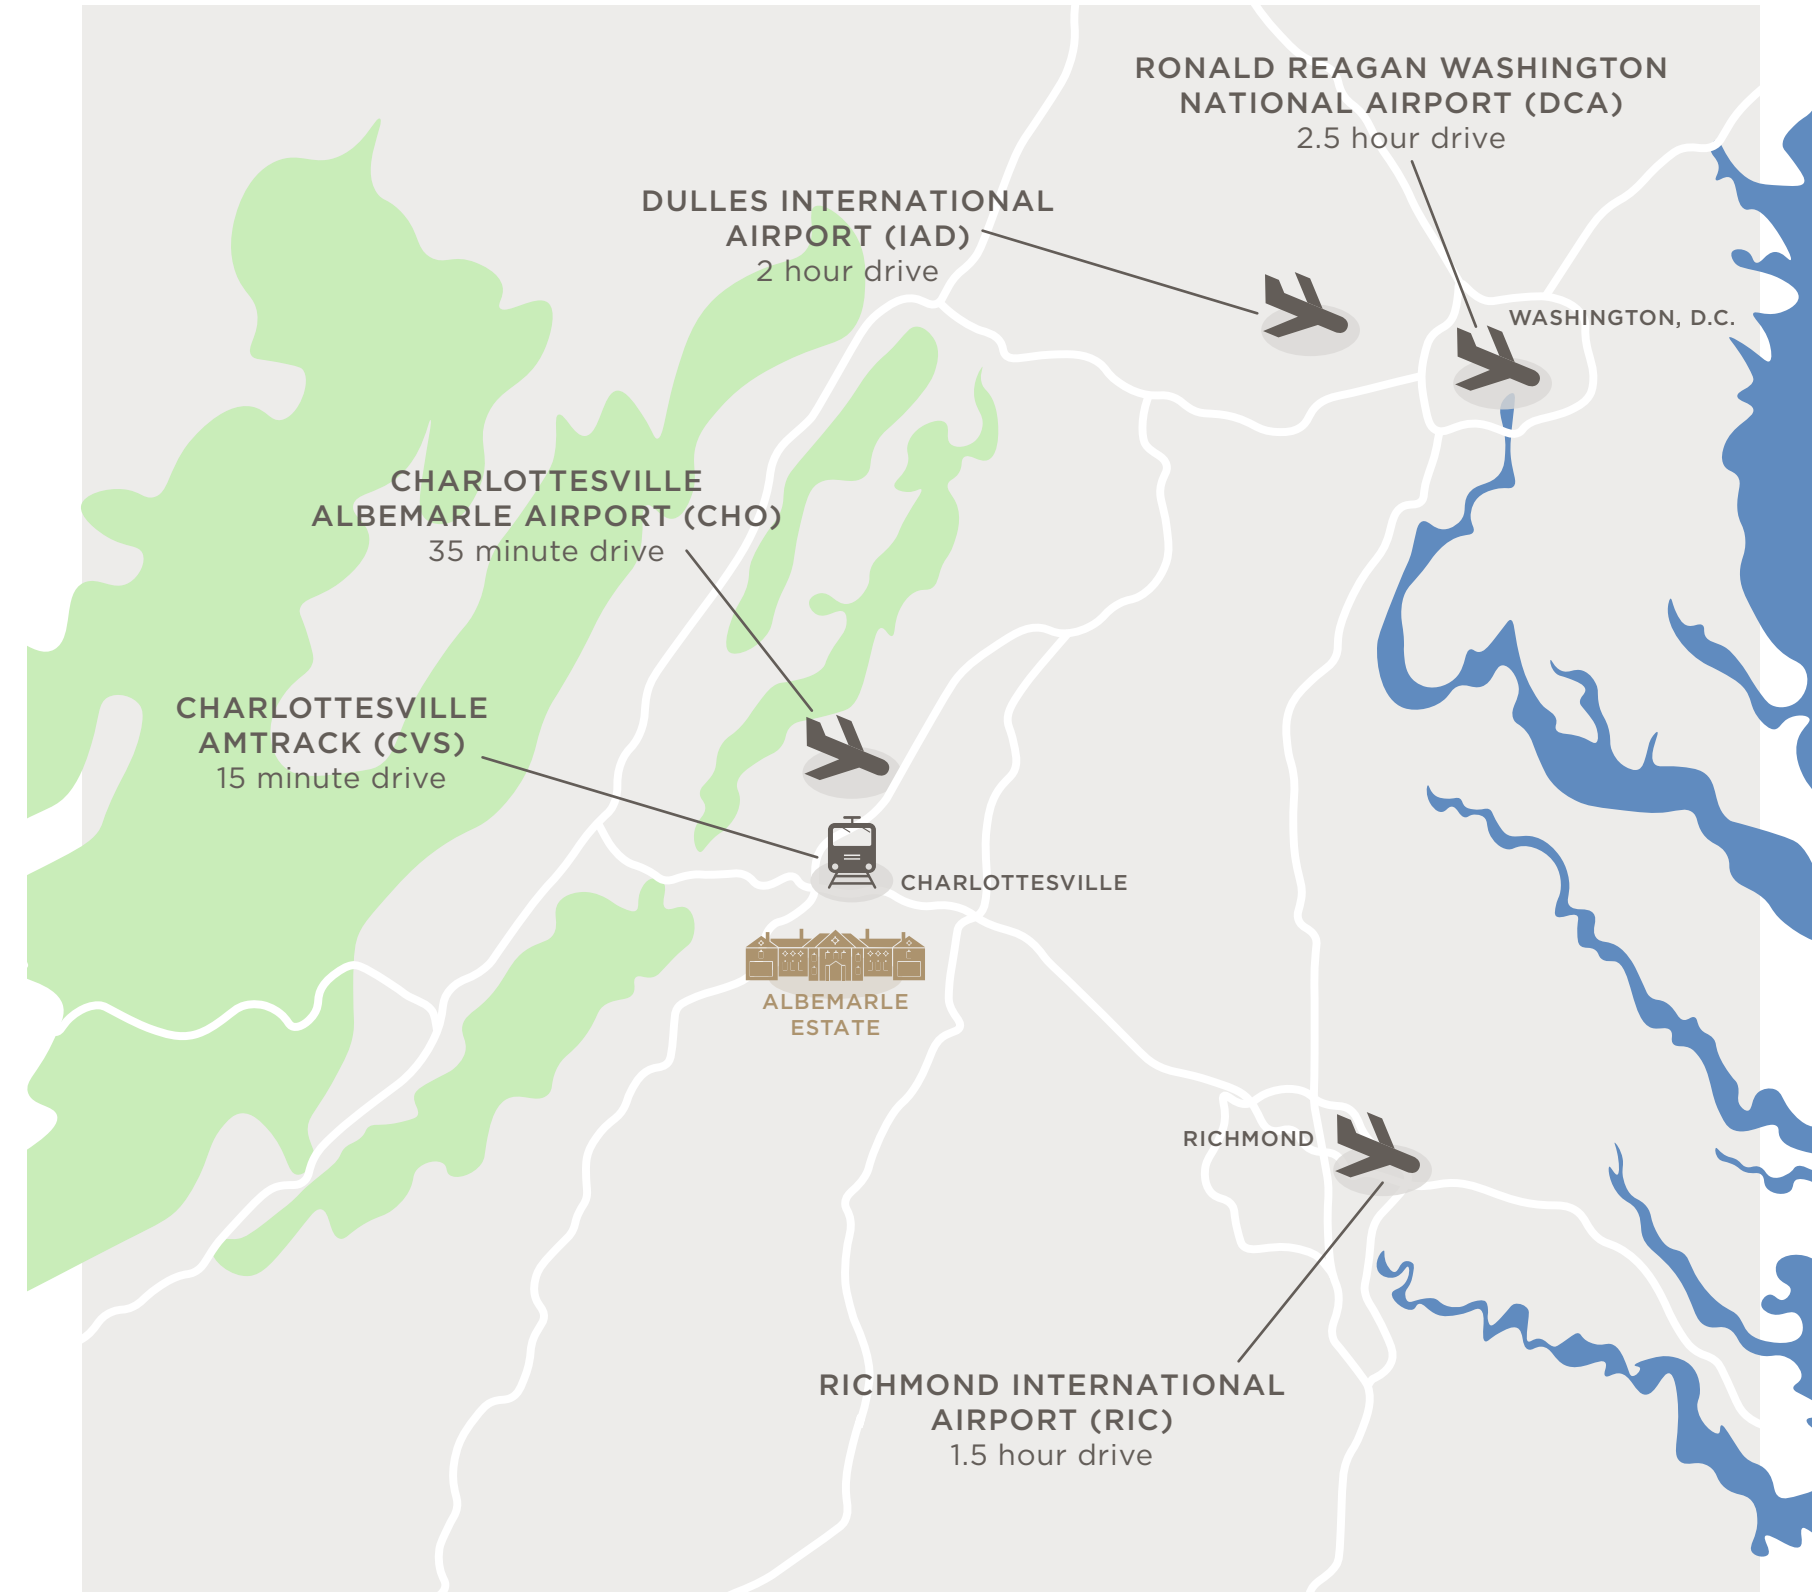 RONALD REAGAN WASHINGTON
NATIONAL AIRPORT (DCA)
2.5 hour drive
DULLES INTERNATIONAL
AIRPORT (IAD)
2 hour drive
WASHINGTON, D.C.
CHARLOTTESVILLE
ALBEMARLE AIRPORT (CHO)
35 minute drive
CHARLOTTESVILLE
AMTRACK (CVS)
15 minute drive
CHARLOTTESVILLE
ALBEMARLE
ESTATE
RICHMOND
RICHMOND INTERNATIONAL
AIRPORT (RIC)
1.5 hour drive